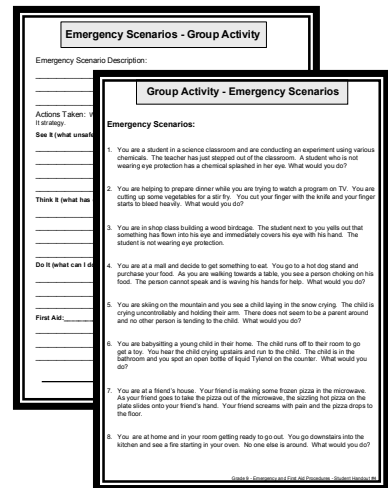 Emergency Scenarios - Group Activity
Emergency Scenario Description:
Actions Taken:
It strategy.
See It (what unsafe
Think It (what has
Do It (what can I do
First Aid:
Group Activity - Emergency Scenarios
Emergency Scenarios:
1. You are a student in a science classroom and are conducting an experiment using various
chemicals. The teacher has just stepped out of the classroom. A student who is not
wearing eye protection has a chemical splashed in her eye. What would you do?
2. You are helping to prepare dinner while you are trying to watch a program on TV. You are
cutting up some vegetables for a stir fry. You cut your finger with the knife and your finger
starts to bleed heavily. What would you do?
3. You are in shop class building a wood birdcage. The student next to you yells out that
something has flown into his eye and immediately covers his eye with his hand. The
student is not wearing eye protection.
4. You are at a mall and decide to get something to eat. You go to a hot dog stand and
purchase your food. As you are walking towards a table, you see a person choking on his
food. The person cannot speak and is waving his hands for help. What would you do?
5. You are skiing on the mountain and you see a child laying in the snow crying. The child is
crying uncontrollably and holding their arm. There does not seem to be a parent around
and no other person is tending to the child. What would you do?
6. You are babysitting a young child in their home. The child runs off to their room to go
get a toy. You hear the child crying upstairs and run to the child. The child is in the
bathroom and you spot an open bottle of liquid Tylenol on the counter. What would you
do?
7. You are at a friend's house. Your friend is making some frozen pizza in the microwave.
As your friend goes to take the pizza out of the microwave, the sizzling hot pizza on the
plate slides onto your friend's hand. Your friend screams with pain and the pizza drops to
the floor.
8. You are at home and in your room getting ready to go out. You go downstairs into the
kitchen and see a fire starting in your oven. No one else is around. What would you do?
Grade 9 - Emergency and First Aid Procedures - Student Handout #4